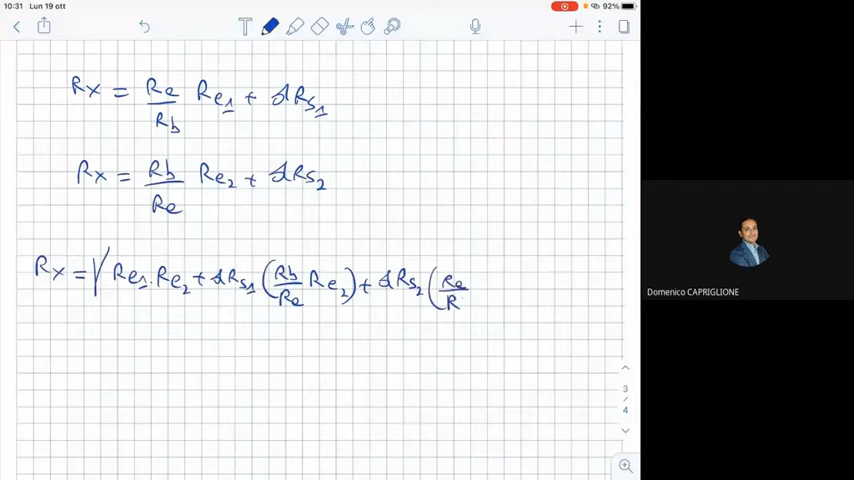 10:31 Lun 19 ott
92%
Rx = Re/Rb Re1 + dRs1
Rx = Rb/Re Re2 + dRs2
Rx = √ Re1 · Re2 + dRs1 (Rb/Re Re2) + dRs2 (Re/R
Domenico CAPRIGLIONE
3
/
4